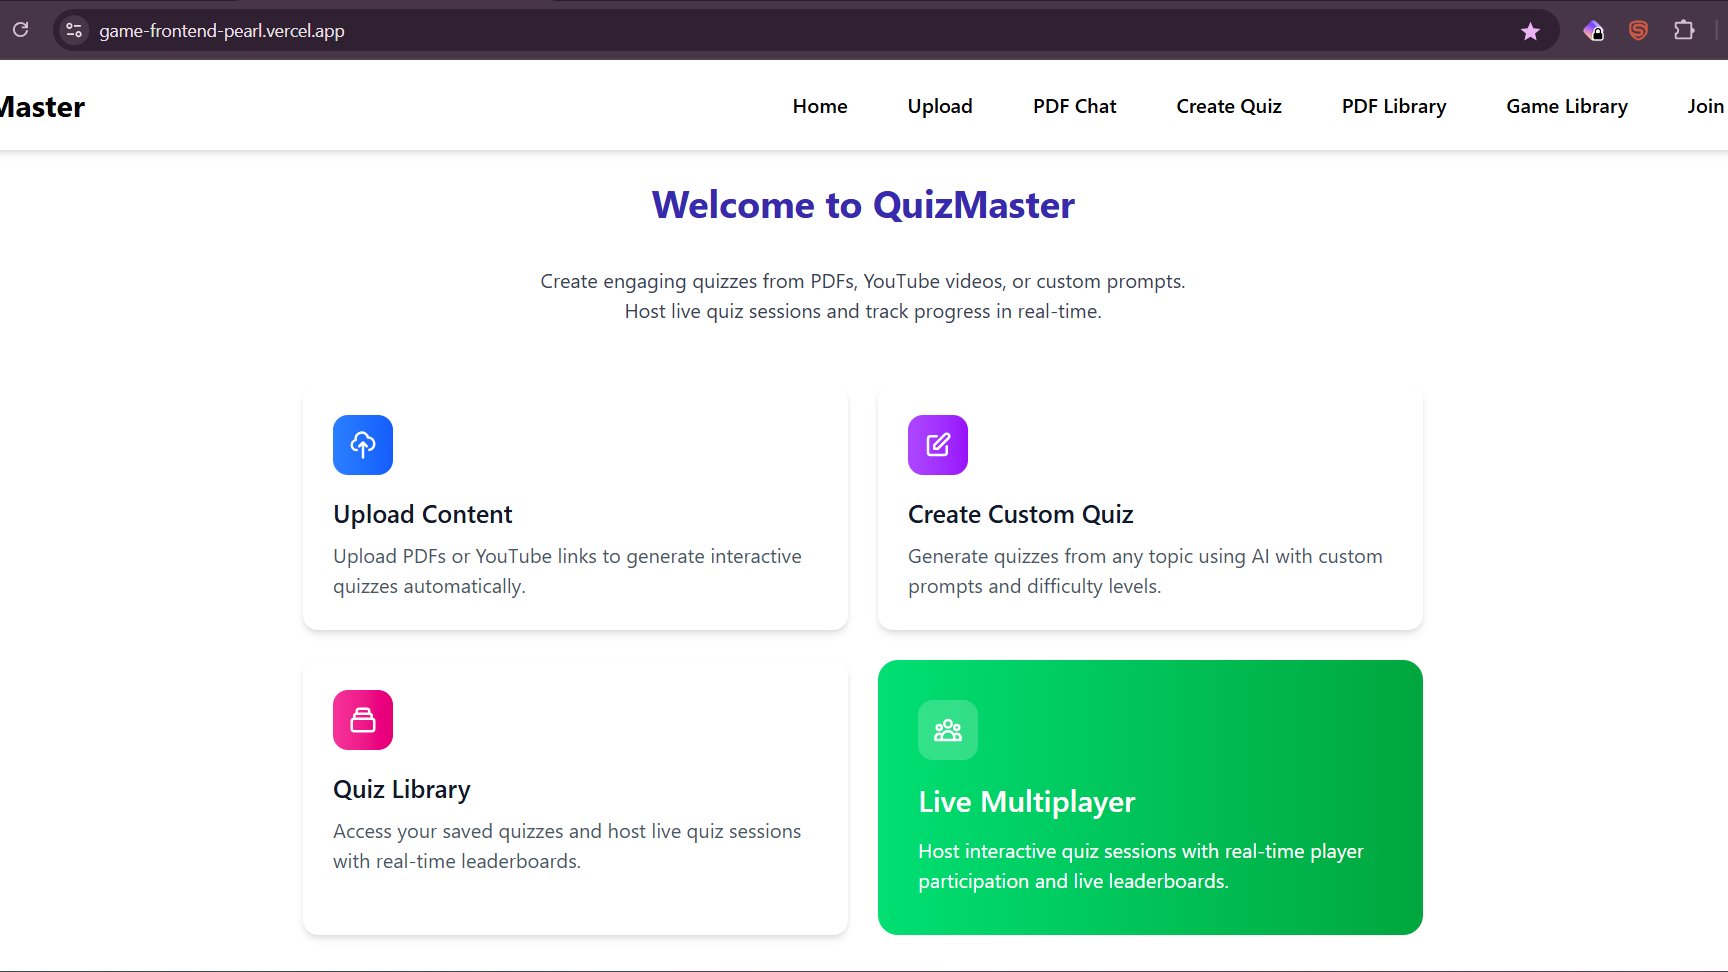 game-frontend-pearl.vercel.app
Master
Home Upload PDF Chat Create Quiz PDF Library Game Library Join
Welcome to QuizMaster
Create engaging quizzes from PDFs, YouTube videos, or custom prompts.
Host live quiz sessions and track progress in real-time.
Upload Content
Upload PDFs or YouTube links to generate interactive
quizzes automatically.
Create Custom Quiz
Generate quizzes from any topic using AI with custom
prompts and difficulty levels.
Quiz Library
Access your saved quizzes and host live quiz sessions
with real-time leaderboards.
Live Multiplayer
Host interactive quiz sessions with real-time player
participation and live leaderboards.